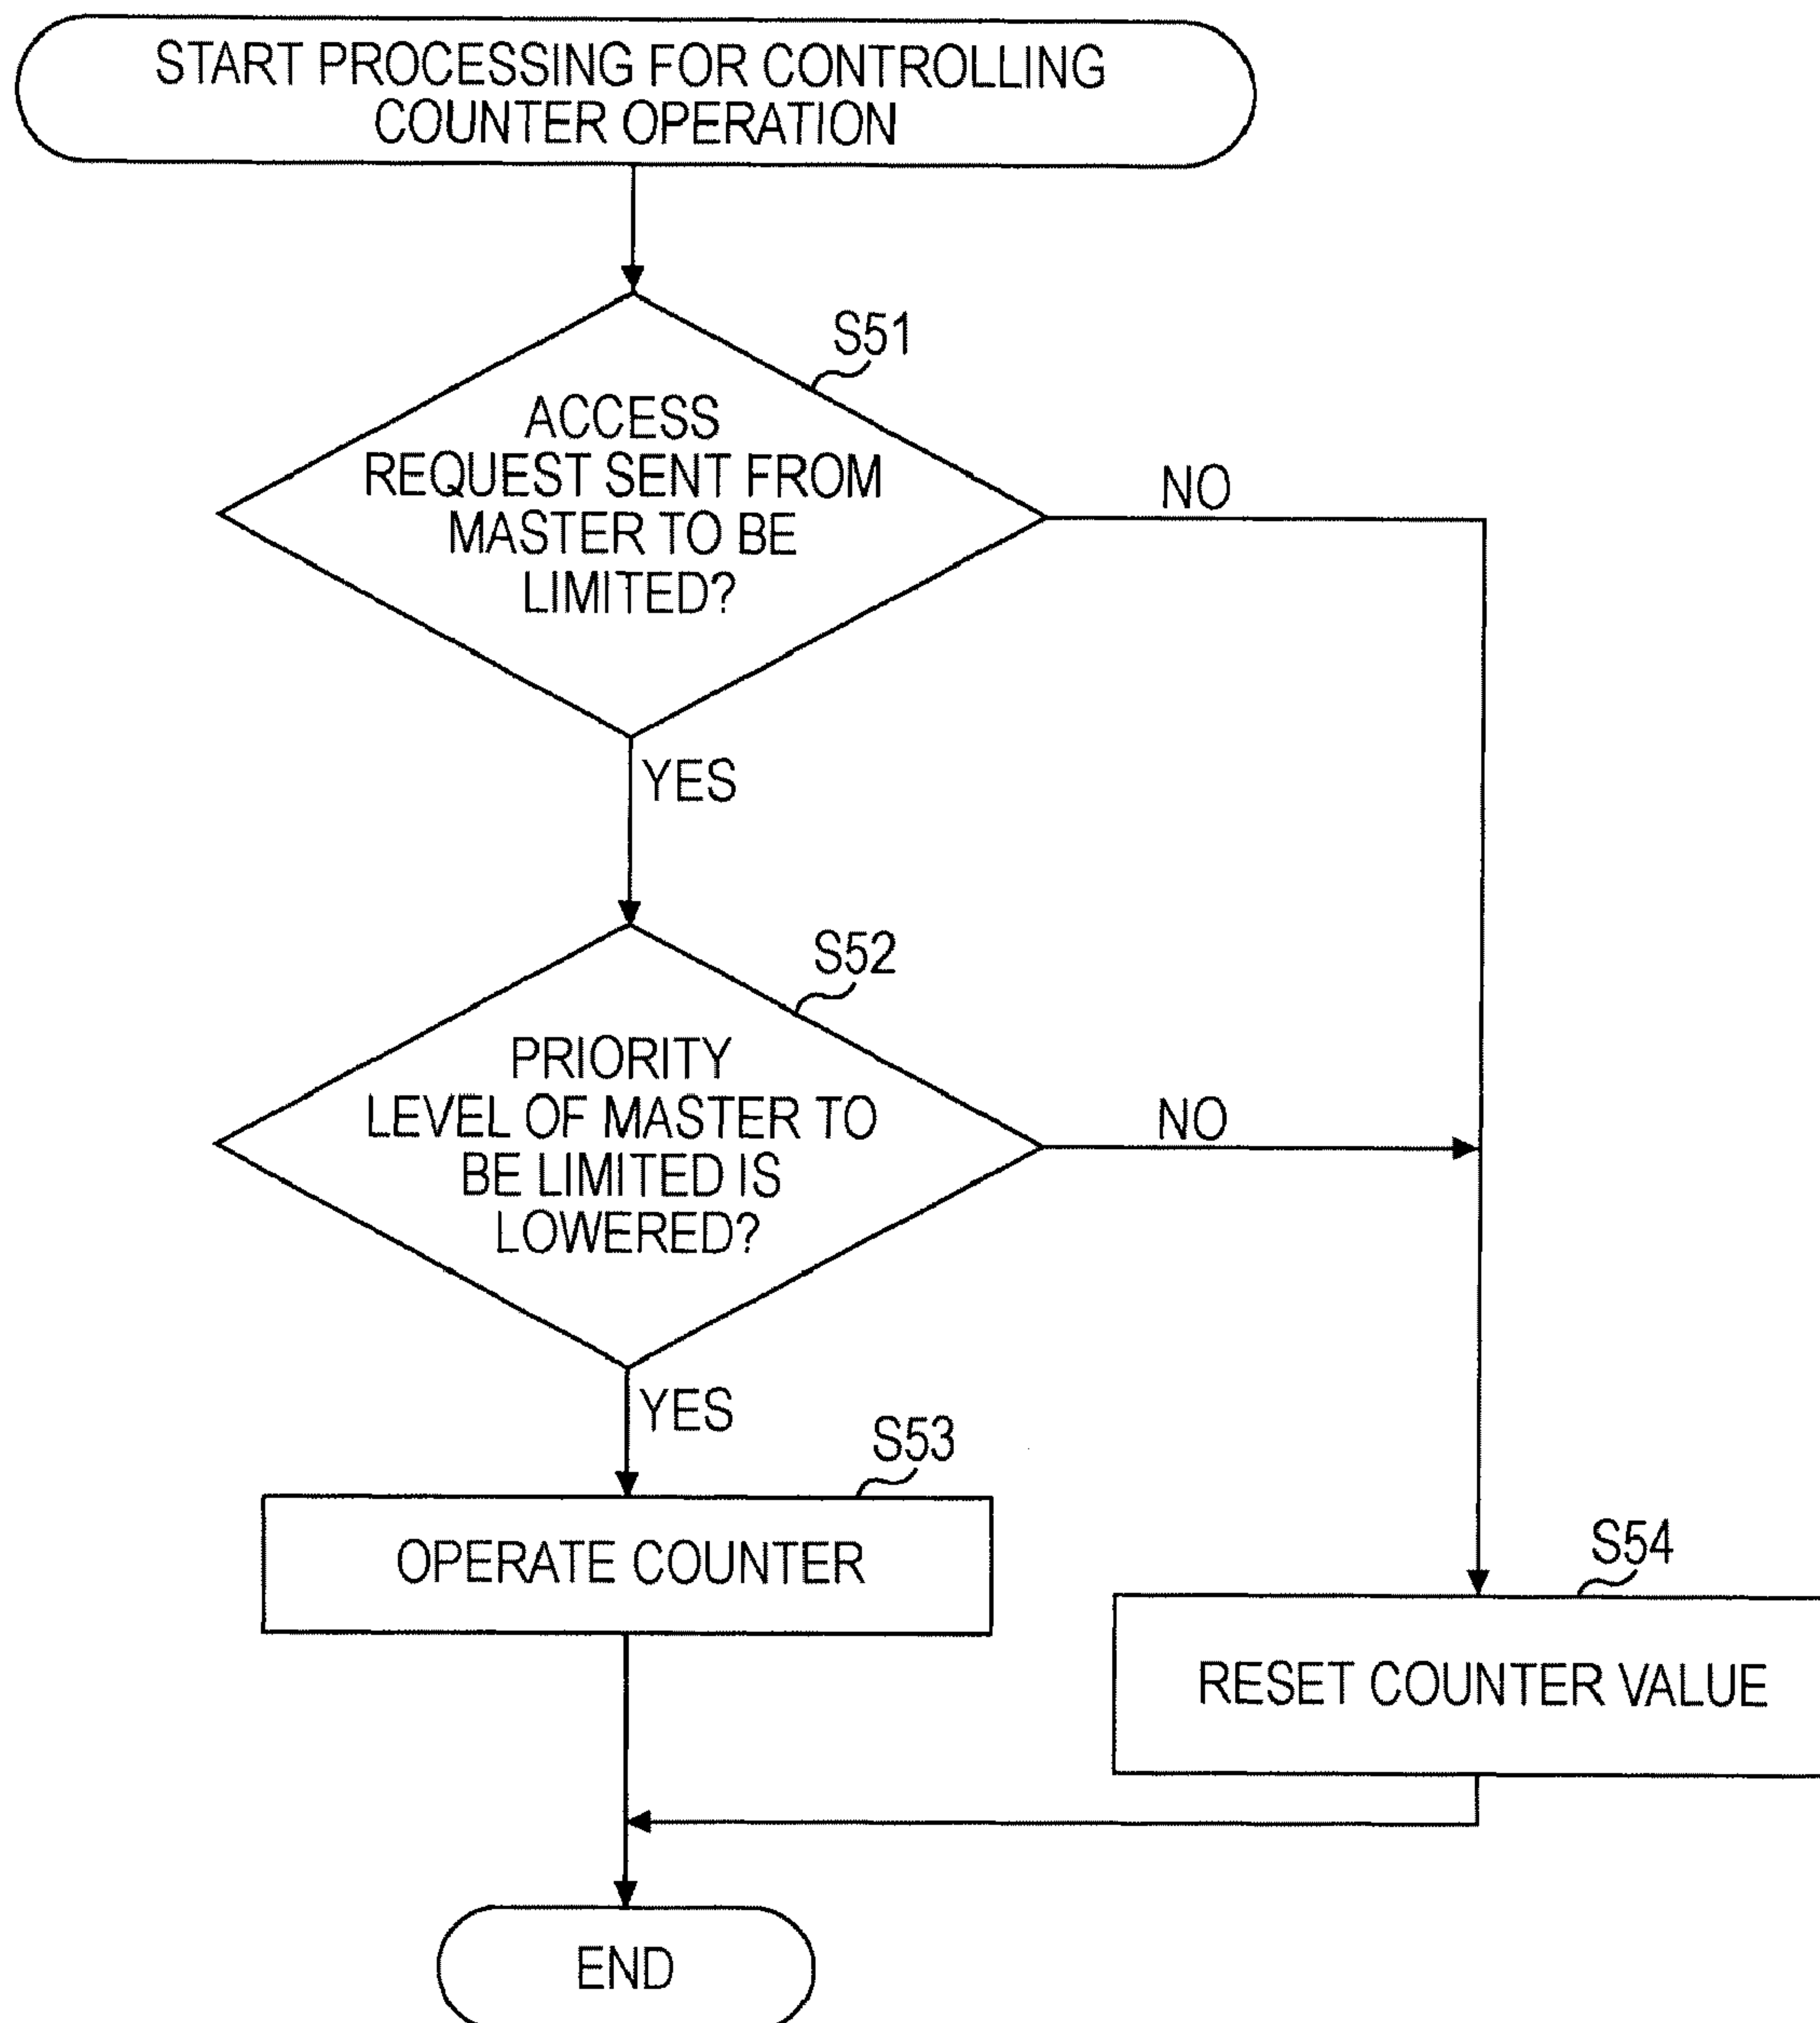 START PROCESSING FOR CONTROLLING
COUNTER OPERATION
S51
ACCESS
REQUEST SENT FROM
MASTER TO BE
LIMITED?
NO
YES
S52
PRIORITY
LEVEL OF MASTER TO
BE LIMITED IS
LOWERED?
NO
YES
S53
OPERATE COUNTER
S54
RESET COUNTER VALUE
END